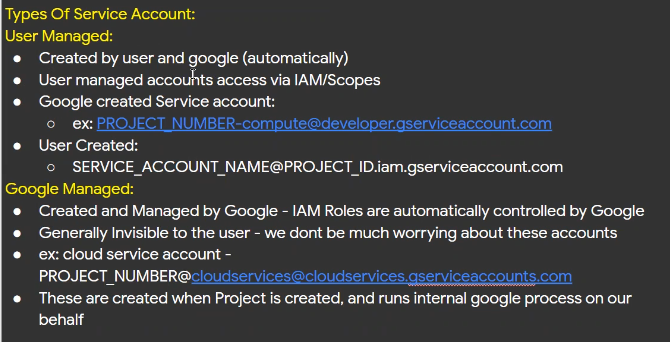 Types Of Service Account:
User Managed:
● Created by user and google (automatically)
● User managed accounts access via IAM/Scopes
● Google created Service account:
○ ex: PROJECT_NUMBER-compute@developer.gserviceaccount.com
● User Created:
○ SERVICE_ACCOUNT_NAME@PROJECT_ID.iam.gserviceaccount.com
Google Managed:
● Created and Managed by Google - IAM Roles are automatically controlled by Google
● Generally Invisible to the user - we dont be much worrying about these accounts
● ex: cloud service account -
PROJECT_NUMBER@cloudservices@cloudservices.gserviceaccounts.com
● These are created when Project is created, and runs internal google process on our
behalf